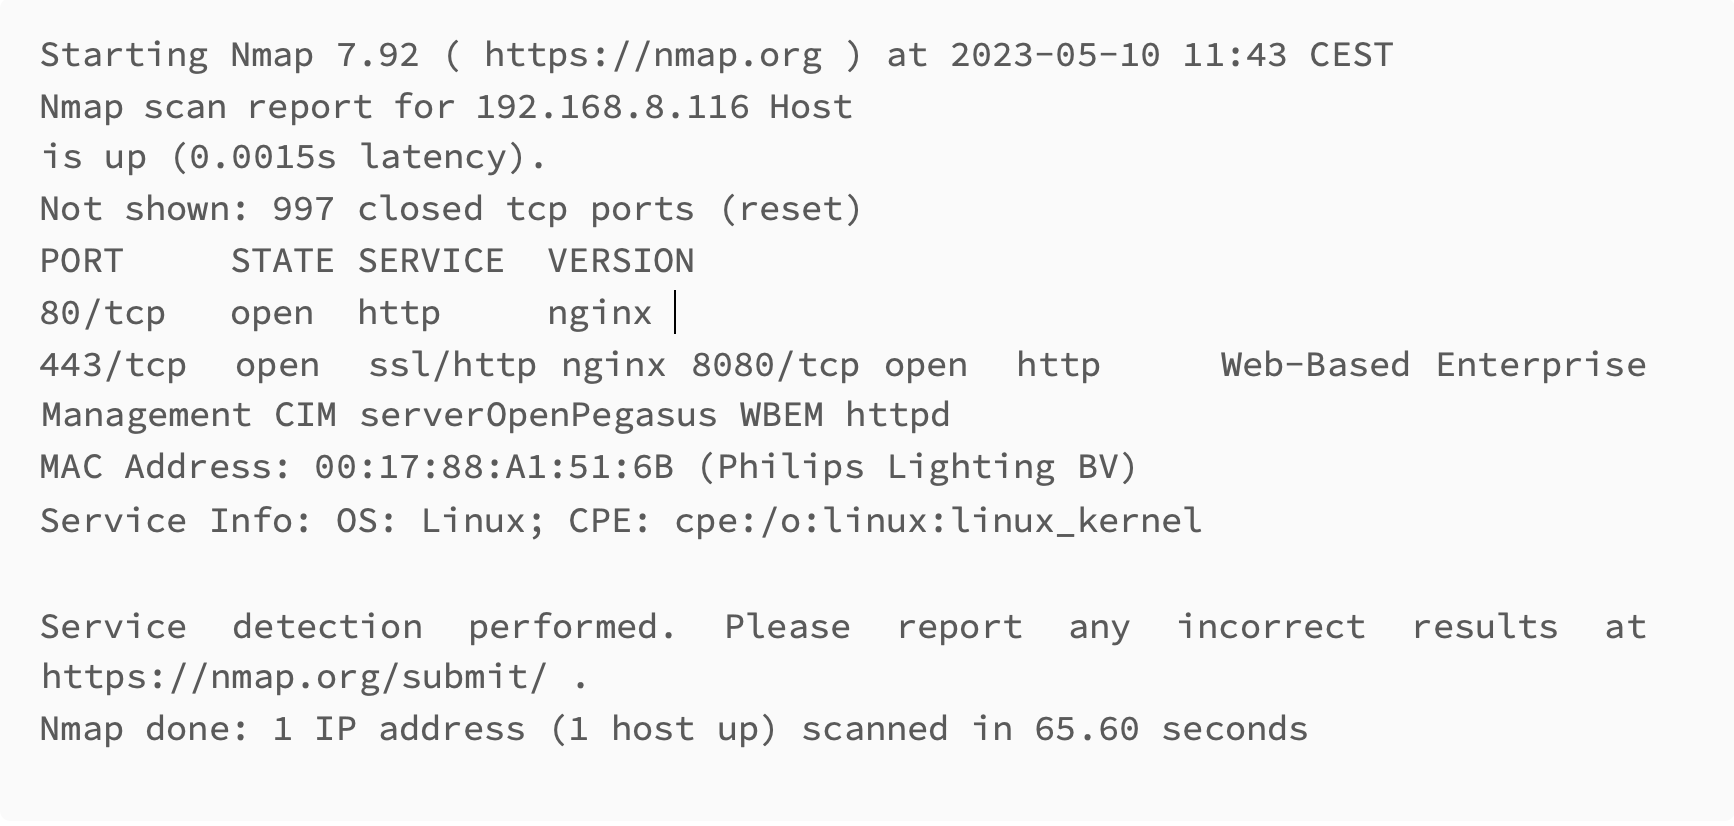 Starting Nmap 7.92 ( https://nmap.org ) at 2023-05-10 11:43 CEST
Nmap scan report for 192.168.8.116 Host
is up (0.0015s latency).
Not shown: 997 closed tcp ports (reset)
PORT     STATE SERVICE  VERSION
80/tcp   open  http     nginx
443/tcp  open  ssl/http nginx 8080/tcp open  http     Web-Based Enterprise
Management CIM serverOpenPegasus WBEM httpd
MAC Address: 00:17:88:A1:51:6B (Philips Lighting BV)
Service Info: OS: Linux; CPE: cpe:/o:linux:linux_kernel

Service detection performed. Please report any incorrect results at
https://nmap.org/submit/ .
Nmap done: 1 IP address (1 host up) scanned in 65.60 seconds